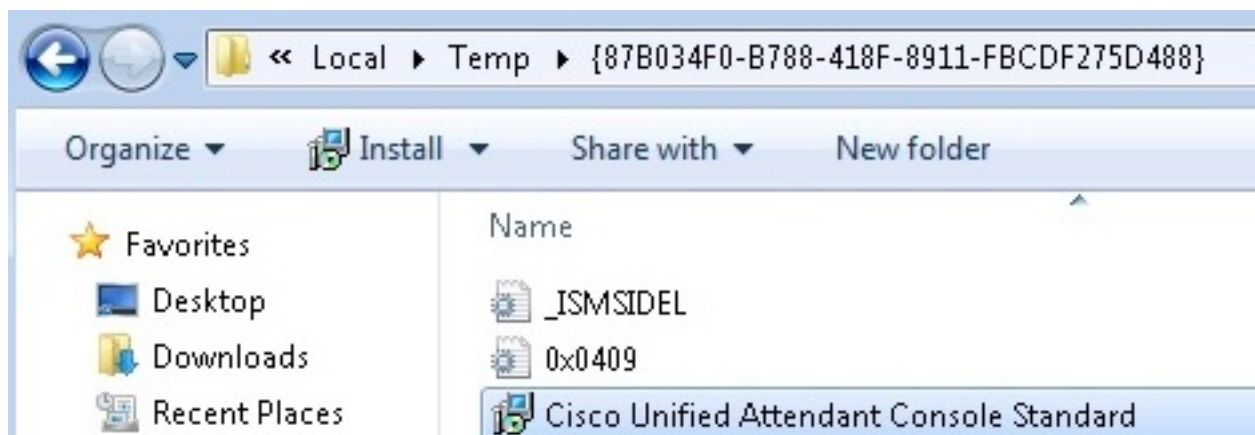 « Local ▸ Temp ▸ {87B034F0-B788-418F-8911-FBCDF275D488}
Organize Install Share with New folder
Favorites
Desktop
Downloads
Recent Places
Name
_ISMSIDEL
0x0409
Cisco Unified Attendant Console Standard